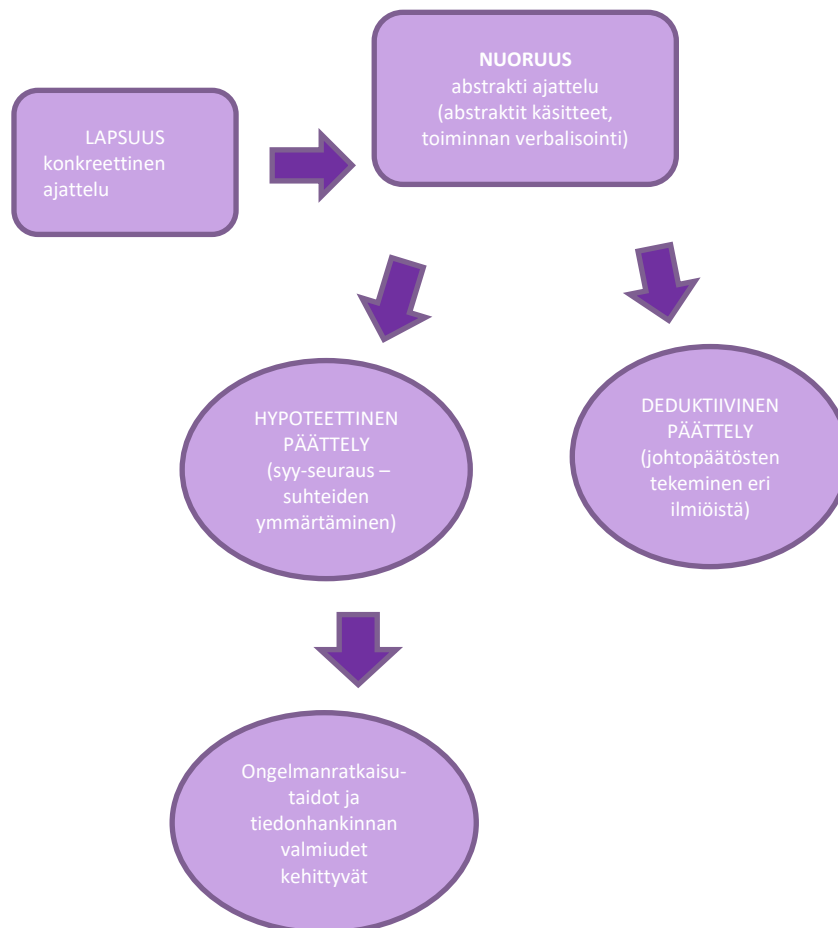 LAPSUUS
konkreettinen
ajattelu
NUORUUS
abstrakti ajattelu
(abstraktit käsitteet,
toiminnan verbalisointi)
HYPOTEETTINEN
PÄÄTTELY
(syy-seuraus –
suhteiden
ymmärtäminen)
DEDUKTIIVINEN
PÄÄTTELY
(johtopäätösten
tekeminen eri
ilmiöistä)
Ongelmanratkaisu-
taidot ja
tiedonhankinnan
valmiudet
kehittyvät